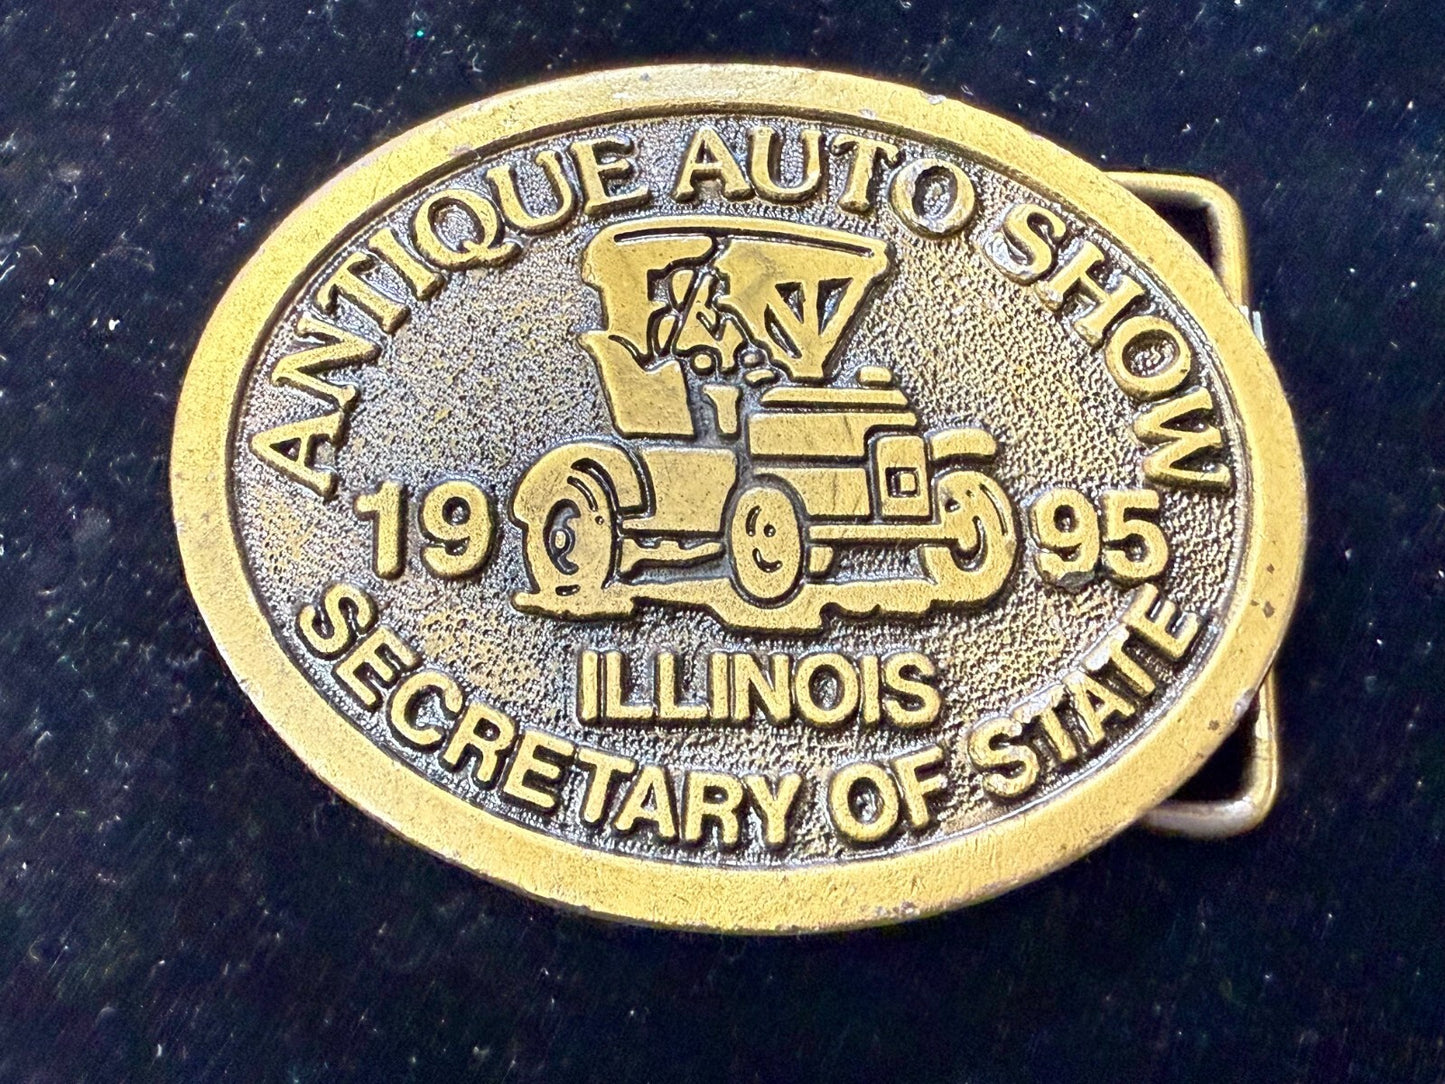 ANTIQUE AUTO SHOW
19 95
ILLINOIS
SECRETARY OF STATE